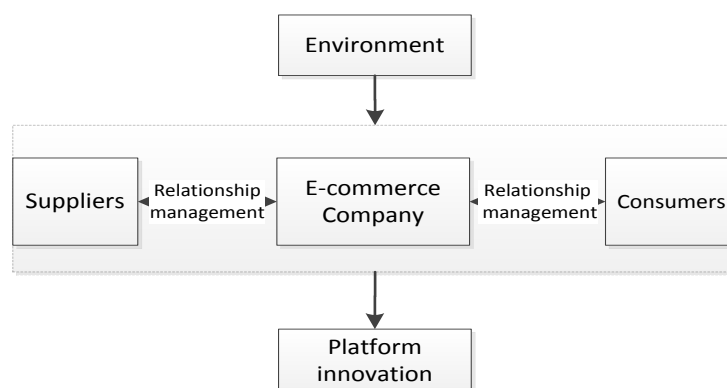 Environment
Suppliers
Relationship
management
E-commerce
Company
Relationship
management
Consumers
Platform
innovation